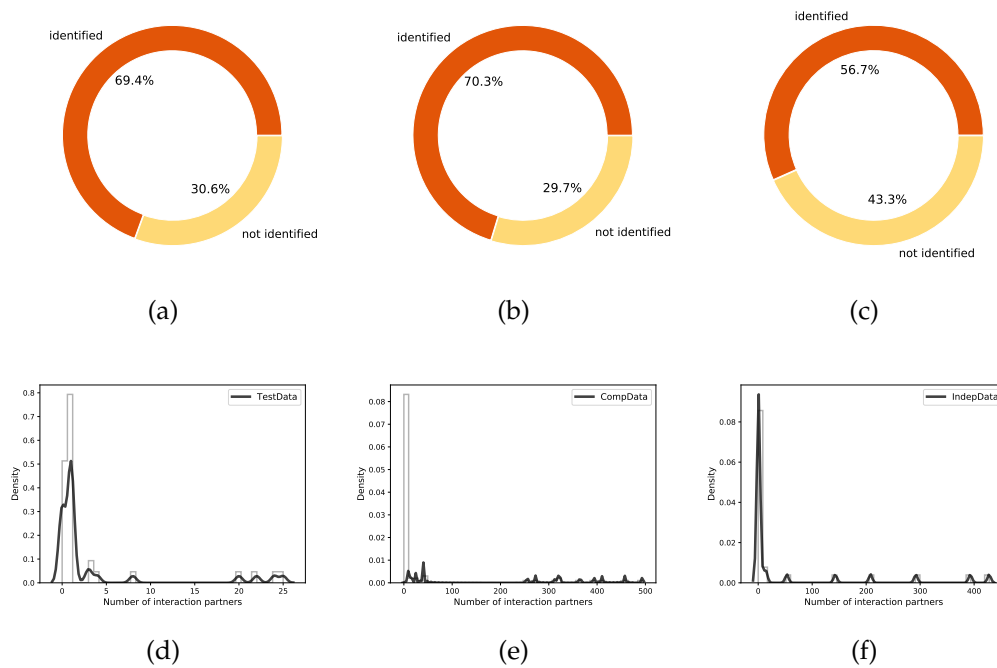 identified
69.4%
30.6%
not identified
(a)
identified
70.3%
29.7%
not identified
(b)
identified
56.7%
43.3%
not identified
(c)
TestData
Density
0.8
0.7
0.6
0.5
0.4
0.3
0.2
0.1
0.0
0 5 10 15 20 25
Number of interaction partners
(d)
CompData
Density
0.08
0.07
0.06
0.05
0.04
0.03
0.02
0.01
0.00
0 100 200 300 400 500
Number of interaction partners
(e)
IndepData
Density
0.08
0.06
0.04
0.02
0.00
0 100 200 300 400
Number of interaction partners
(f)